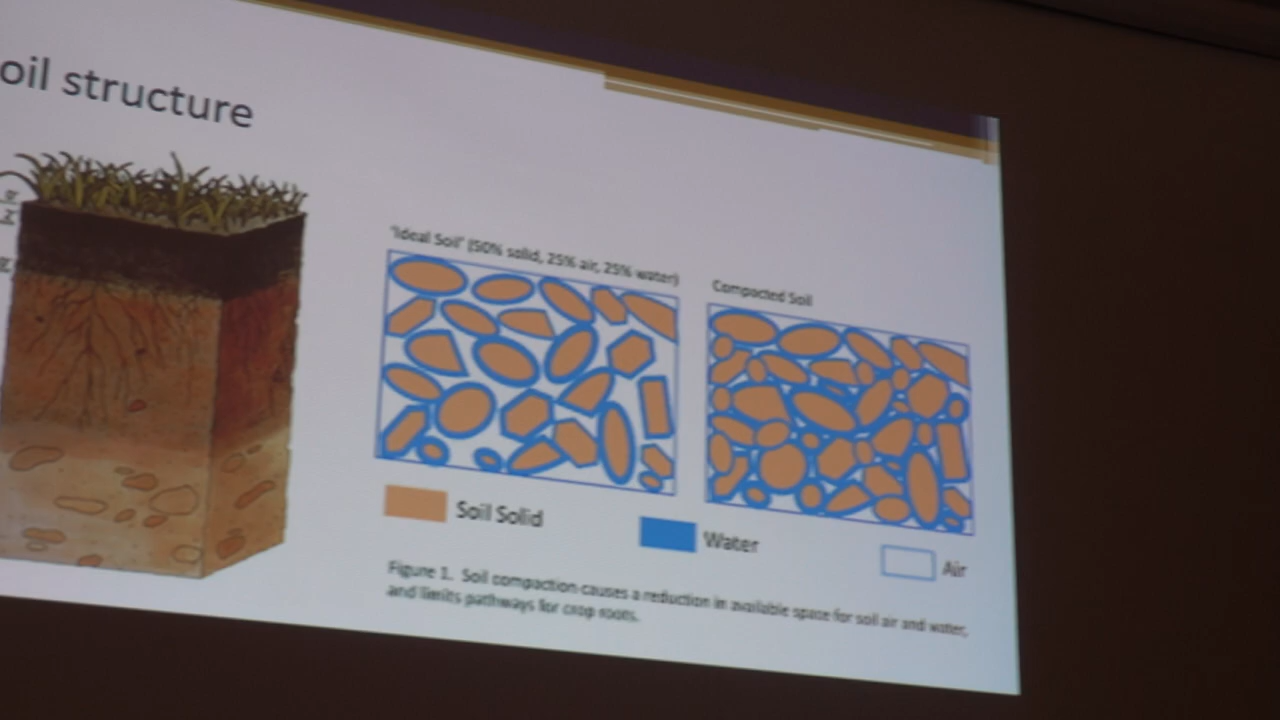 oil structure
"Ideal Soil" (50% solid, 25% air, 25% water)
Compacted Soil
Soil Solid
Water
Air
Figure 1. Soil compaction causes a reduction in available space for soil air and water,
and limits pathways for crop roots.